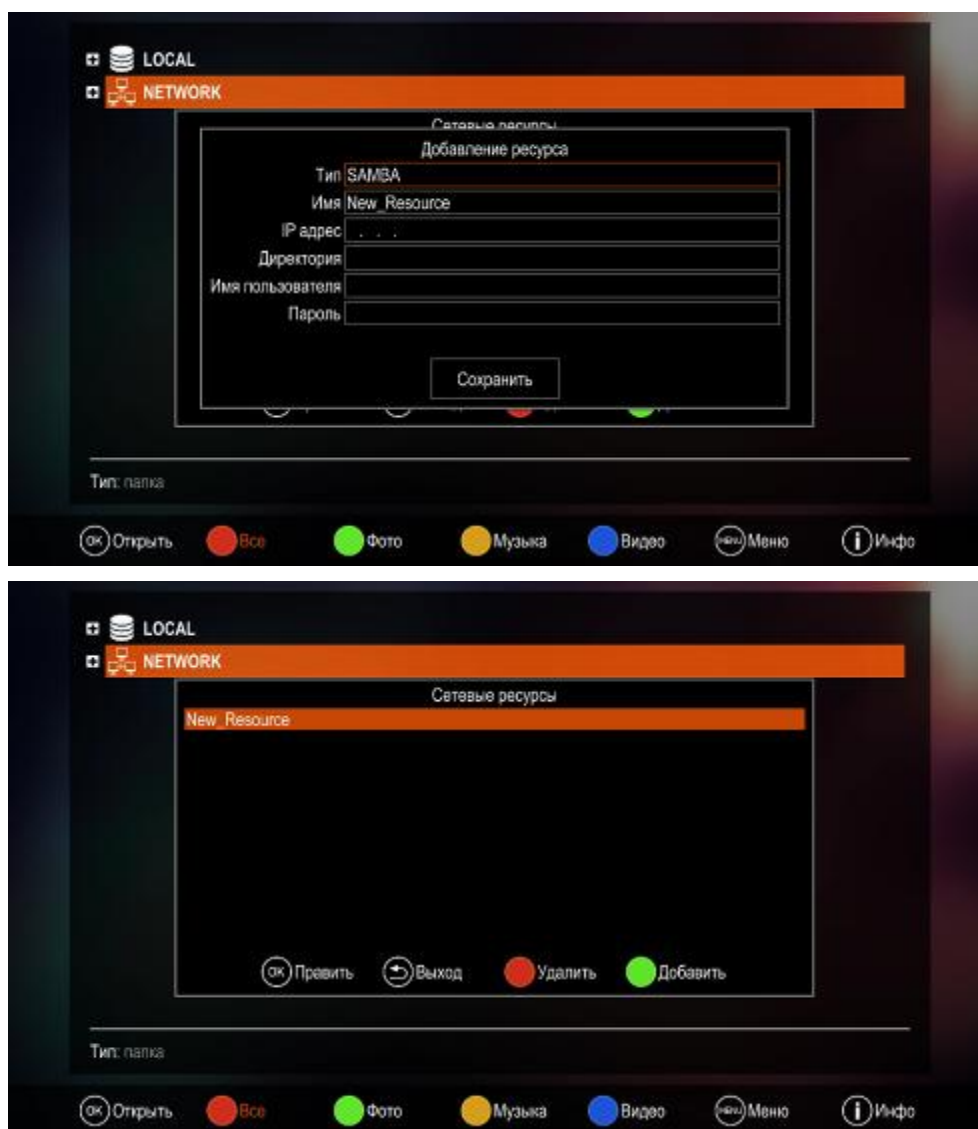 LOCAL
NETWORK
Сетевые ресурсы
Добавление ресурса
Тип SAMBA
Имя New_Resource
IP адрес . . .
Директория
Имя пользователя
Пароль
Сохранить
Тип: папка
OK Открыть Все Фото Музыка Видео MENU Меню i Инфо
LOCAL
NETWORK
Сетевые ресурсы
New_Resource
OK Править Выход Удалить Добавить
Тип: папка
OK Открыть Все Фото Музыка Видео MENU Меню i Инфо